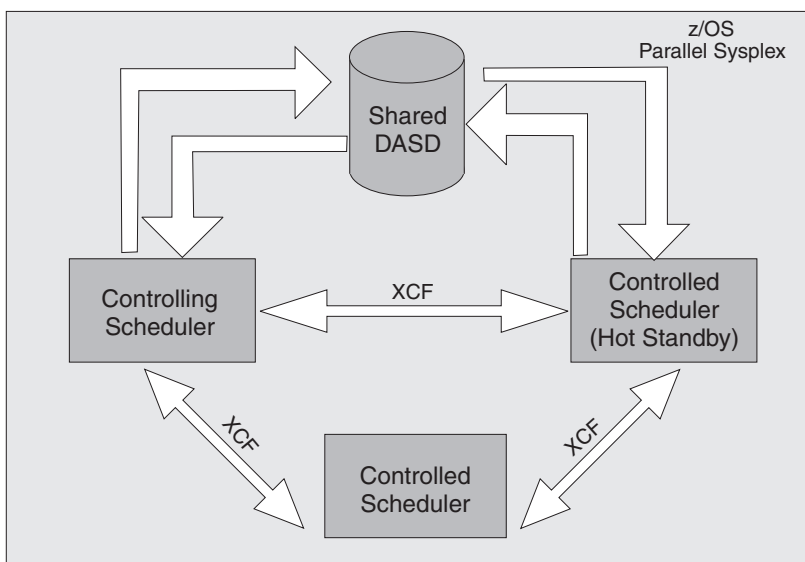 z/OS
Parallel Sysplex
Shared
DASD
Controlling
Scheduler
XCF
Controlled
Scheduler
(Hot Standby)
XCF
XCF
Controlled
Scheduler